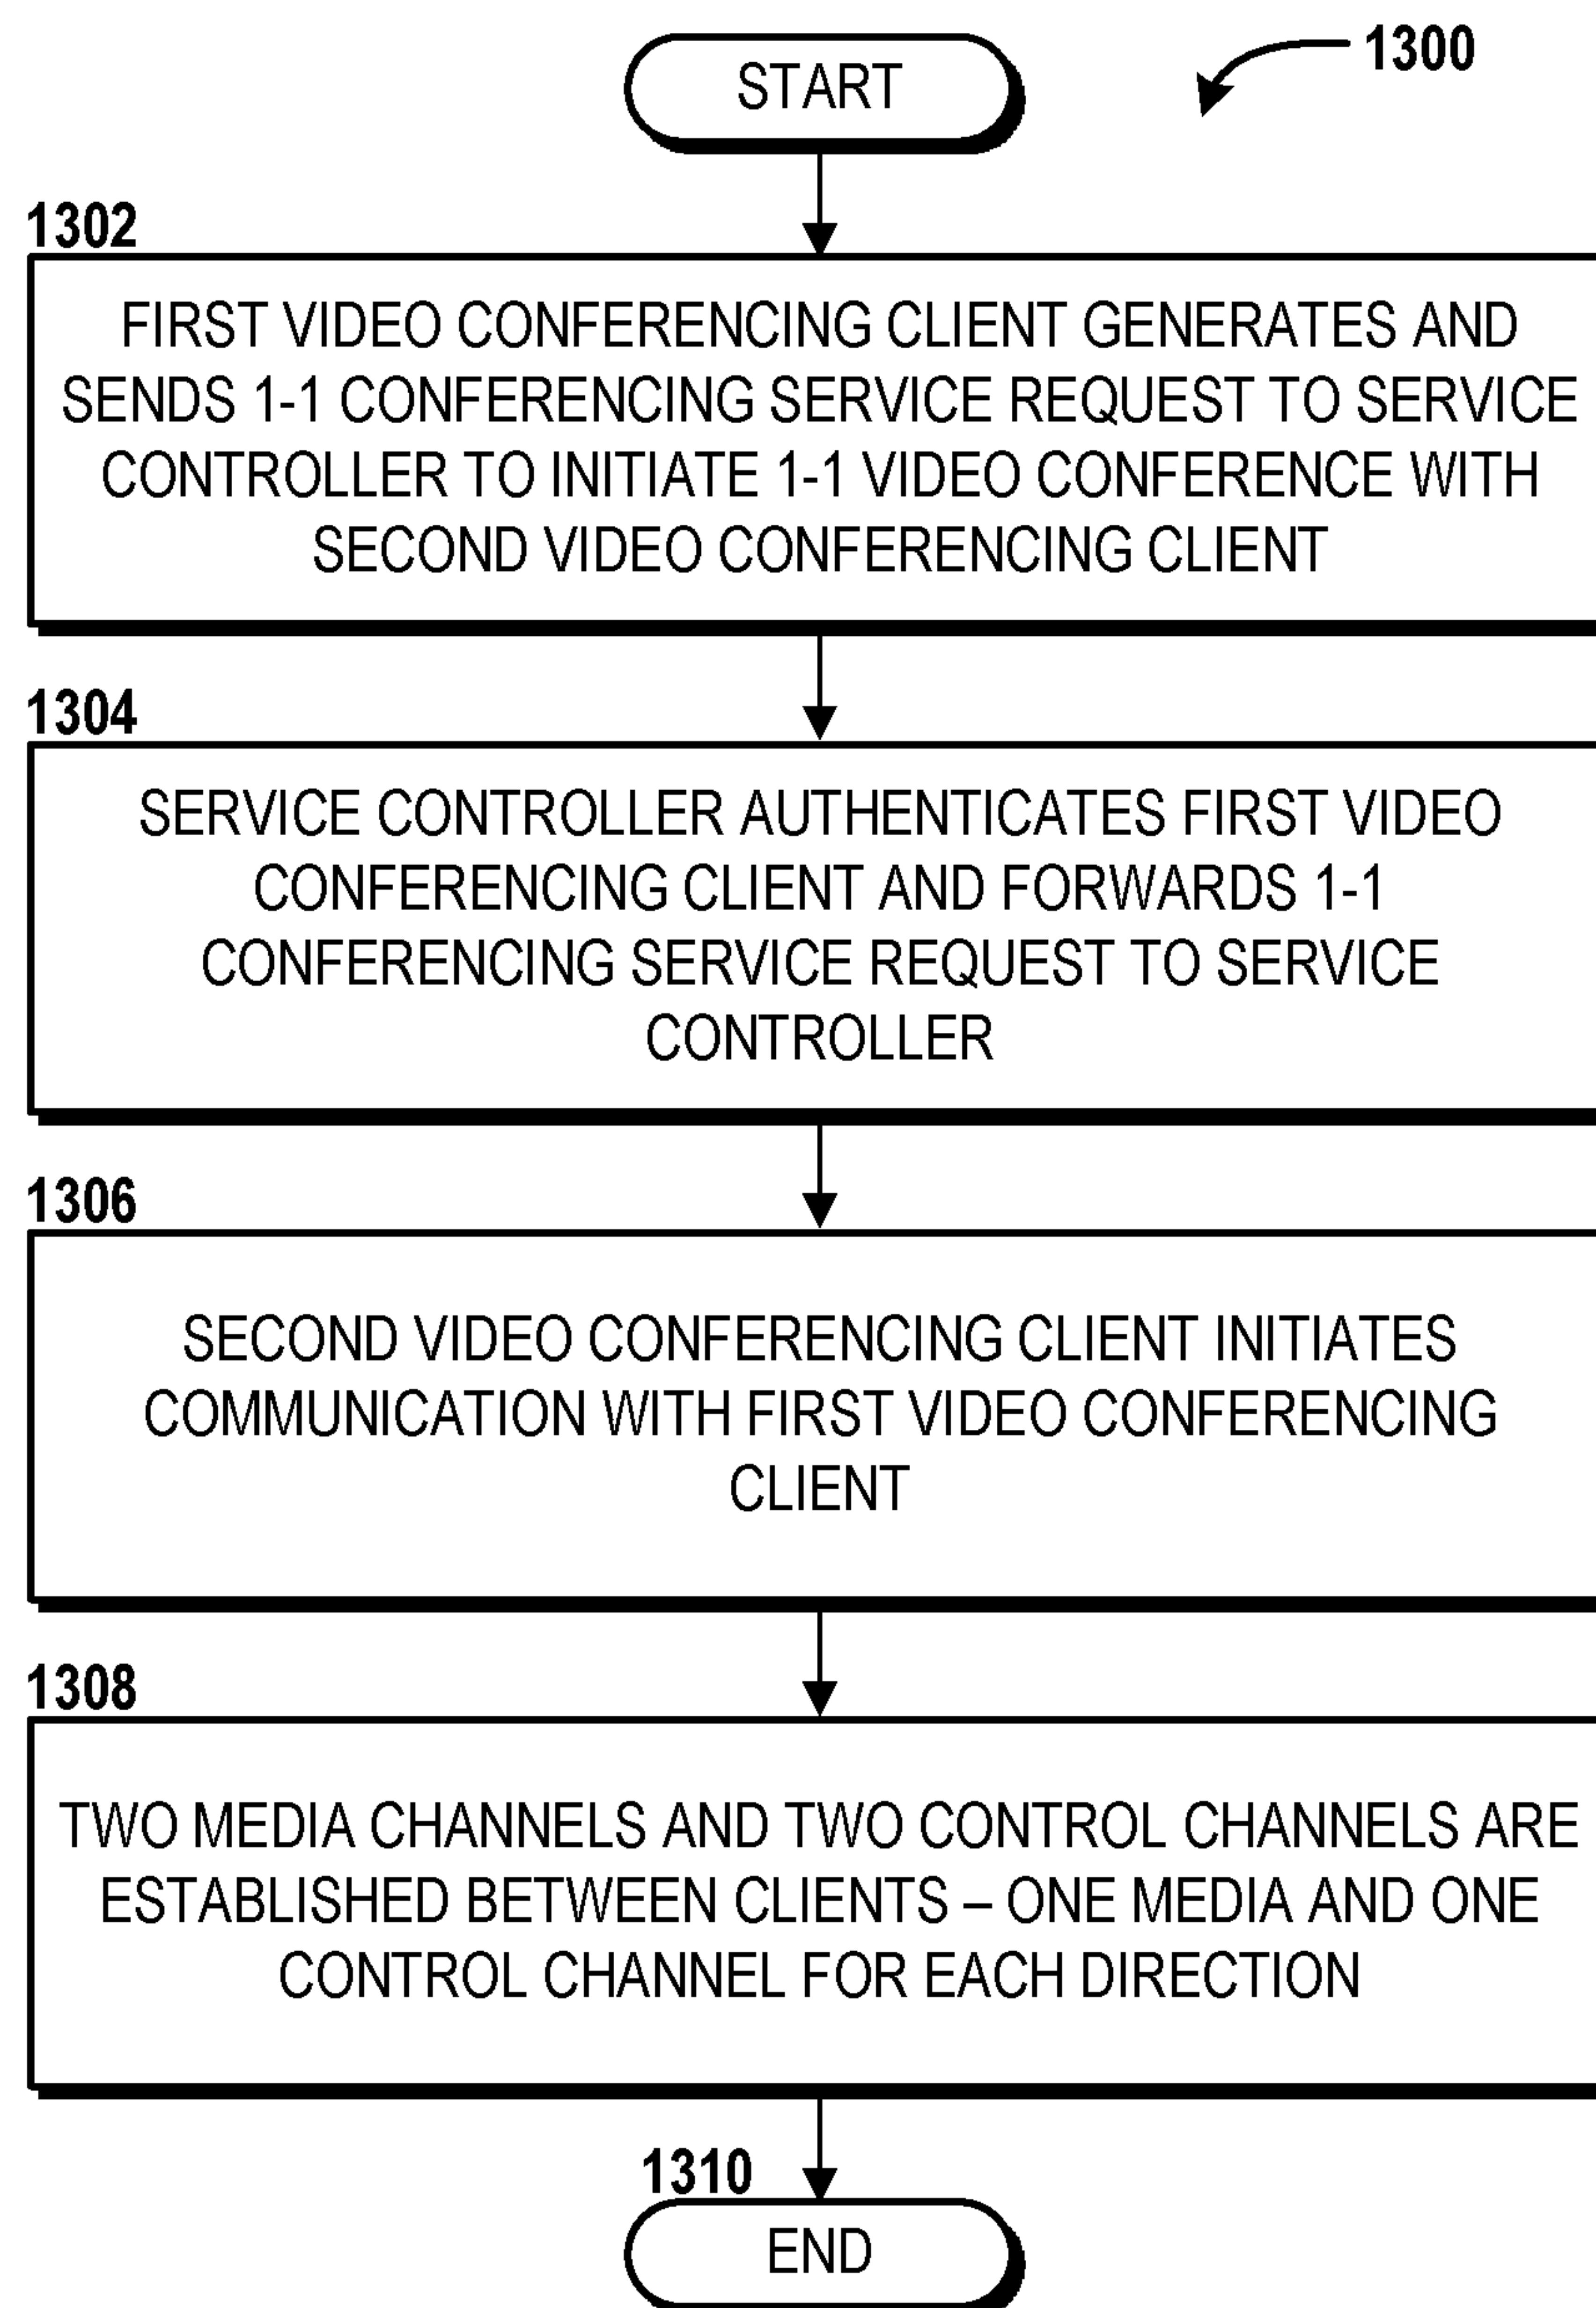 START
1300
1302
FIRST VIDEO CONFERENCING CLIENT GENERATES AND
SENDS 1-1 CONFERENCING SERVICE REQUEST TO SERVICE
CONTROLLER TO INITIATE 1-1 VIDEO CONFERENCE WITH
SECOND VIDEO CONFERENCING CLIENT
1304
SERVICE CONTROLLER AUTHENTICATES FIRST VIDEO
CONFERENCING CLIENT AND FORWARDS 1-1
CONFERENCING SERVICE REQUEST TO SERVICE
CONTROLLER
1306
SECOND VIDEO CONFERENCING CLIENT INITIATES
COMMUNICATION WITH FIRST VIDEO CONFERENCING
CLIENT
1308
TWO MEDIA CHANNELS AND TWO CONTROL CHANNELS ARE
ESTABLISHED BETWEEN CLIENTS – ONE MEDIA AND ONE
CONTROL CHANNEL FOR EACH DIRECTION
1310
END